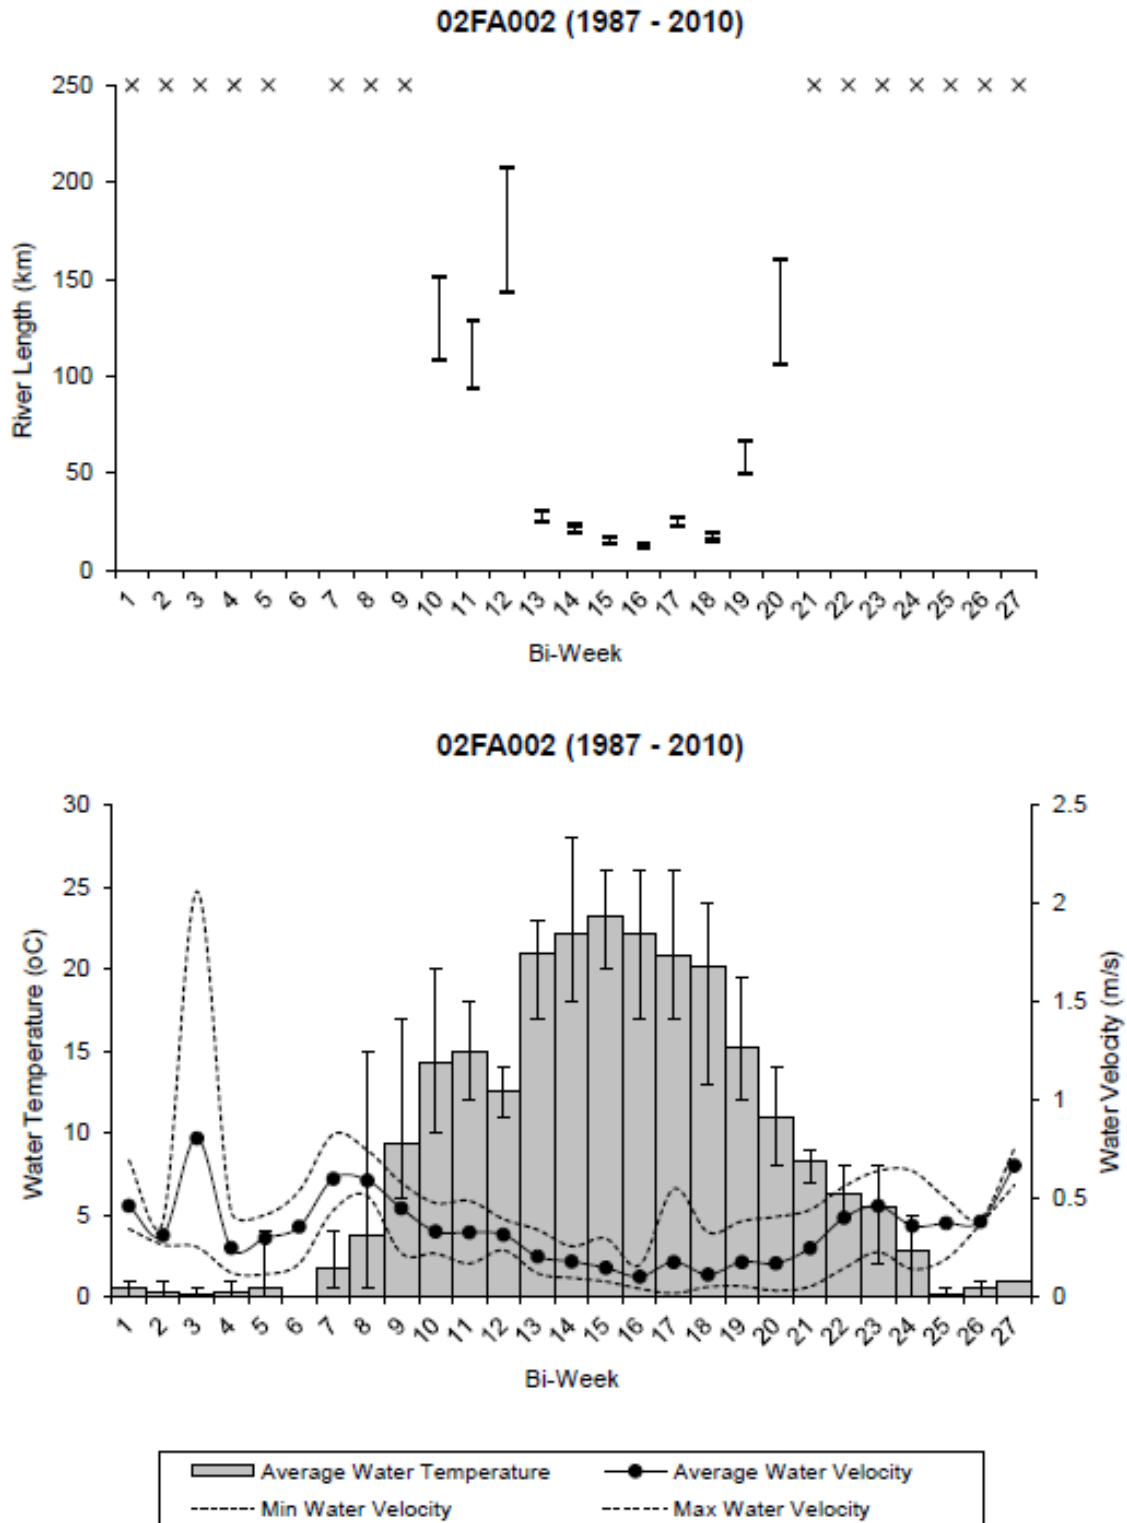 02FA002 (1987 - 2010)
250
200
150
100
50
0
River Length (km)
1 2 3 4 5 6 7 8 9 10 11 12 13 14 15 16 17 18 19 20 21 22 23 24 25 26 27
Bi-Week
02FA002 (1987 - 2010)
30
25
20
15
10
5
0
Water Temperature (oC)
2.5
2
1.5
1
0.5
0
Water Velocity (m/s)
1 2 3 4 5 6 7 8 9 10 11 12 13 14 15 16 17 18 19 20 21 22 23 24 25 26 27
Bi-Week
Average Water Temperature
Average Water Velocity
Min Water Velocity
Max Water Velocity